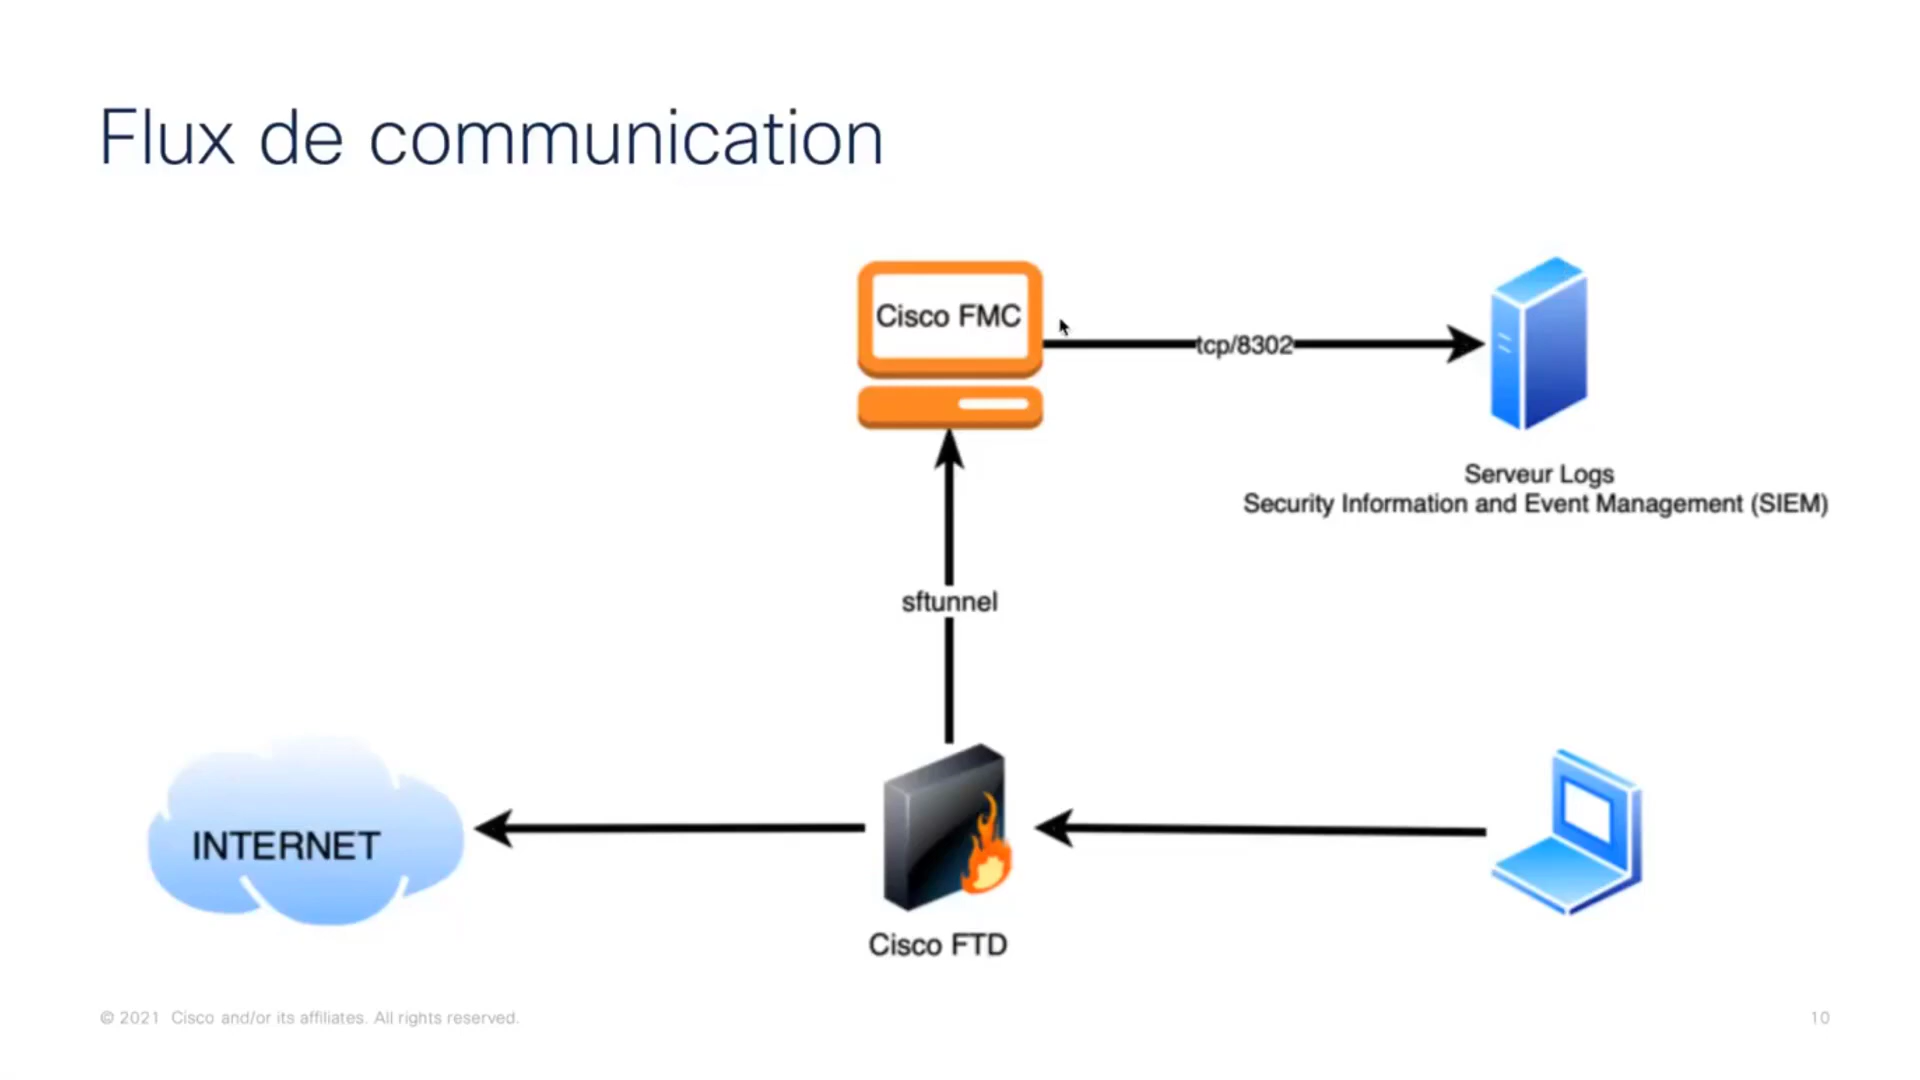 Flux de communication
Cisco FMC
tcp/8302
Serveur Logs
Security Information and Event Management (SIEM)
sftunnel
INTERNET
Cisco FTD
© 2021 Cisco and/or its affiliates. All rights reserved.
10